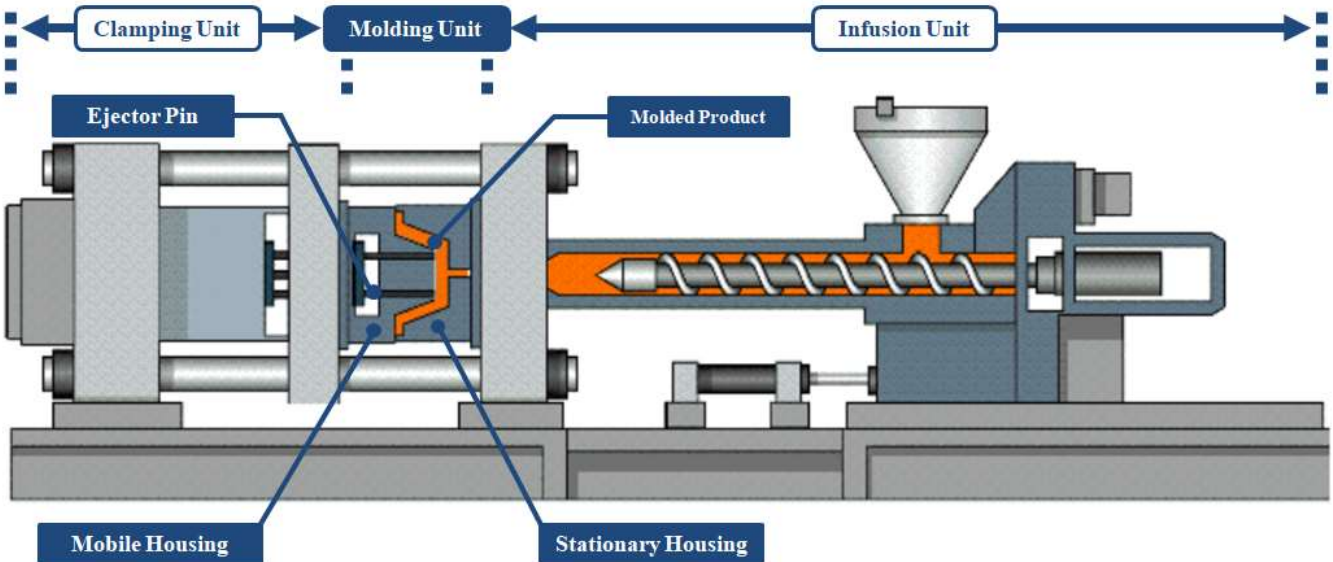 Clamping Unit
Molding Unit
Infusion Unit
Ejector Pin
Molded Product
Mobile Housing
Stationary Housing